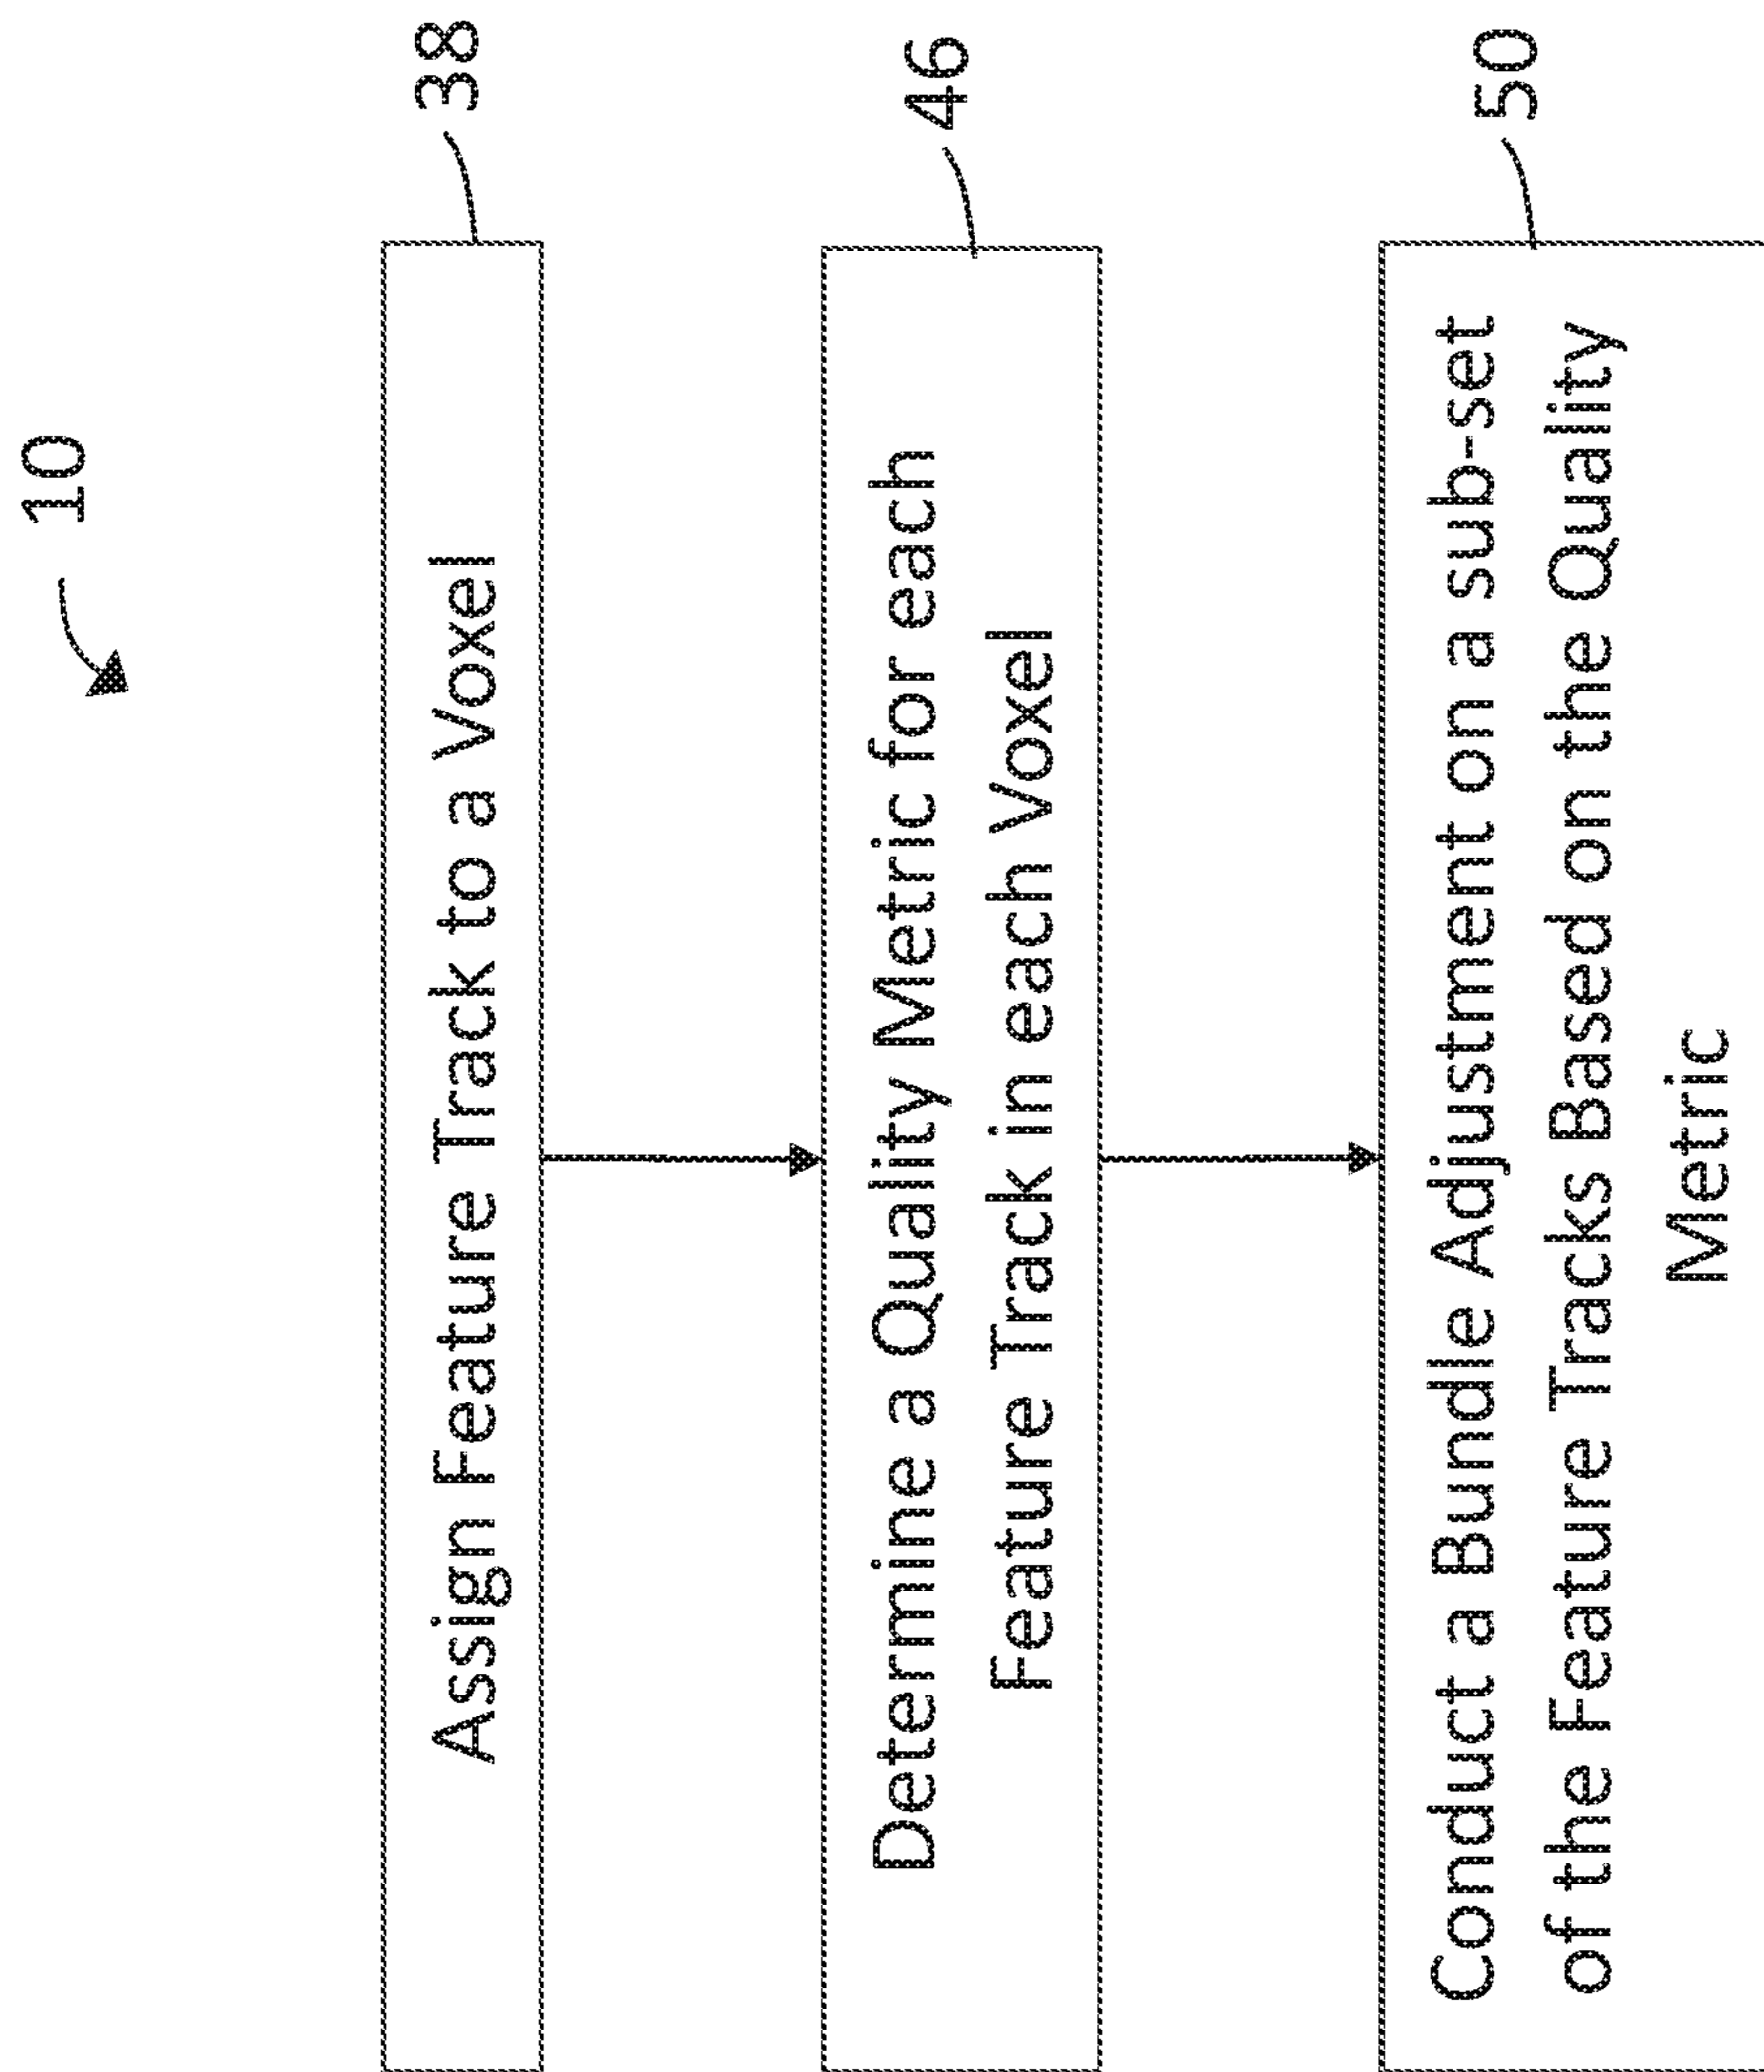 10
Assign Feature Track to a Voxel
38
Determine a Quality Metric for each
Feature Track in each Voxel
46
Conduct a Bundle Adjustment on a sub-set
of the Feature Tracks Based on the Quality
Metric
50